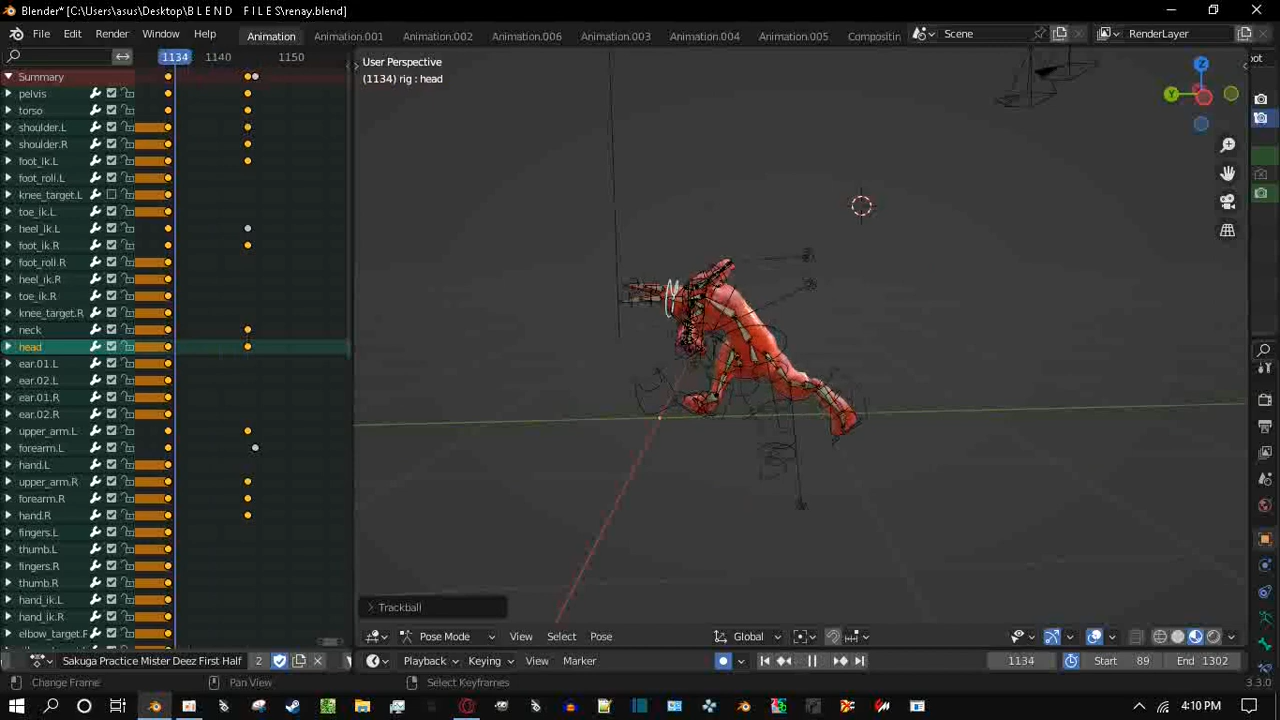 Blender* [C:\Users\asus\Desktop\B L E N D   F I L E S\renay.blend]
File Edit Render Window Help Animation Animation.001 Animation.002 Animation.006 Animation.003 Animation.004 Animation.005 Compositin Scene RenderLayer
1134 1140 1150
Summary
pelvis
torso
shoulder.L
shoulder.R
foot_ik.L
foot_roll.L
knee_target.L
toe_ik.L
heel_ik.L
foot_ik.R
foot_roll.R
heel_ik.R
toe_ik.R
knee_target.R
neck
head
ear.01.L
ear.02.L
ear.01.R
ear.02.R
upper_arm.L
forearm.L
hand.L
upper_arm.R
forearm.R
hand.R
fingers.L
thumb.L
fingers.R
thumb.R
hand_ik.L
hand_ik.R
elbow_target.F
User Perspective
(1134) rig : head
Z
Y
oot
Trackball
Pose Mode View Select Pose Global
Sakuga Practice Mister Deez First Half 2 Playback Keying View Marker 1134 Start 89 End 1302
Change Frame Pan View Select Keyframes 3.3.0
4:10 PM